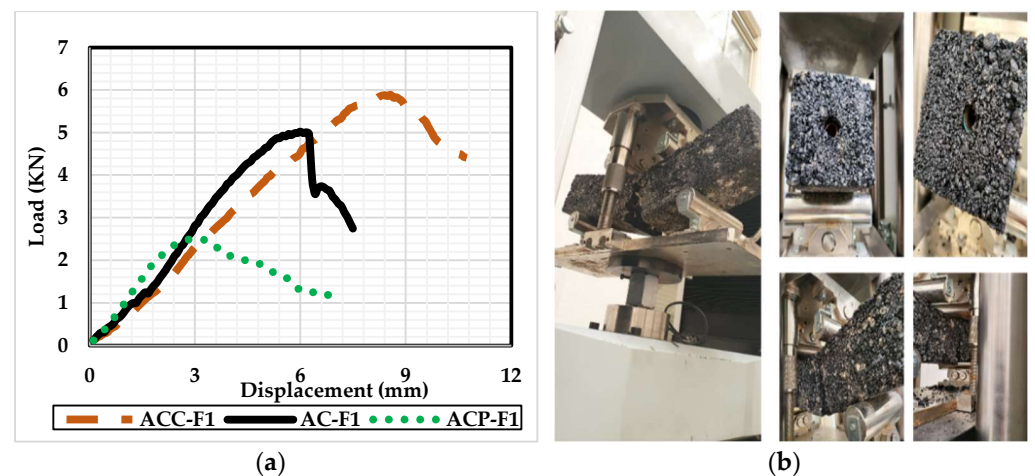 7
6
5
4
3
2
1
0
Load (KN)
0 3 6 9 12
Displacement (mm)
ACC-F1 AC-F1 ACP-F1
(a) (b)